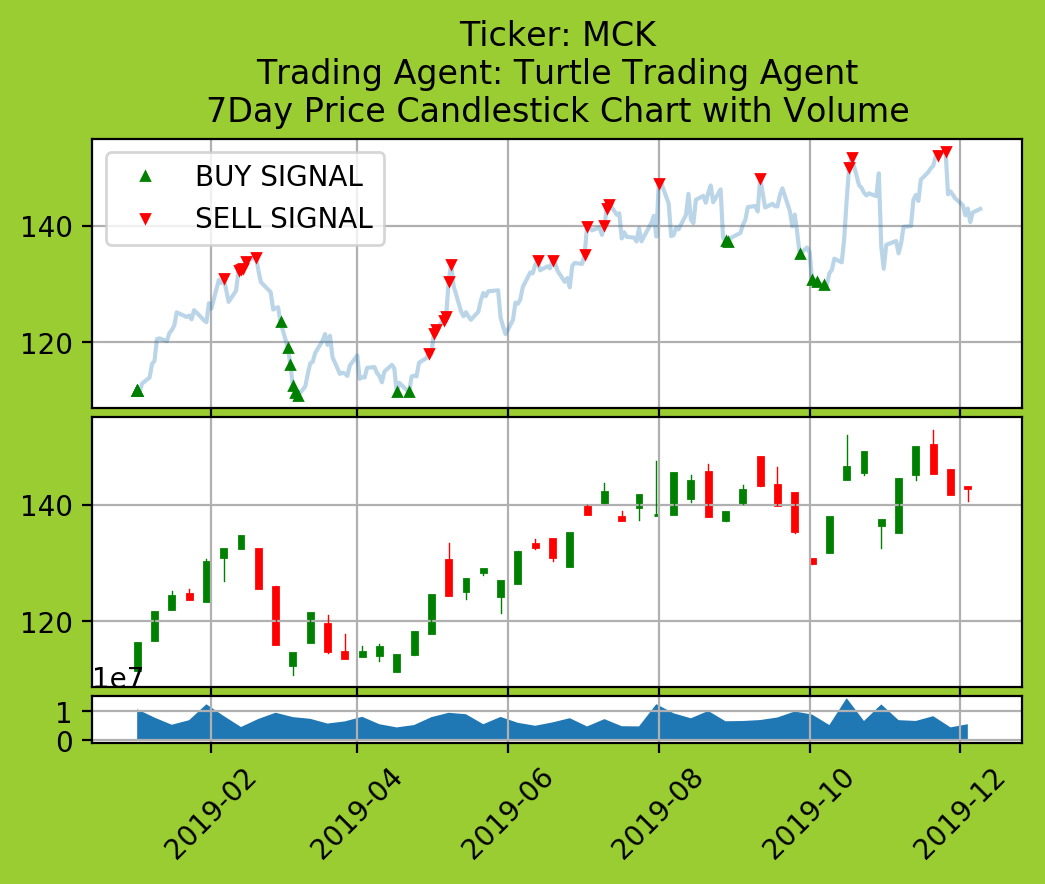 Ticker: MCK
Trading Agent: Turtle Trading Agent
7Day Price Candlestick Chart with Volume
BUY SIGNAL
SELL SIGNAL
140
120
140
120
1e7
1
0
2019-02
2019-04
2019-06
2019-08
2019-10
2019-12